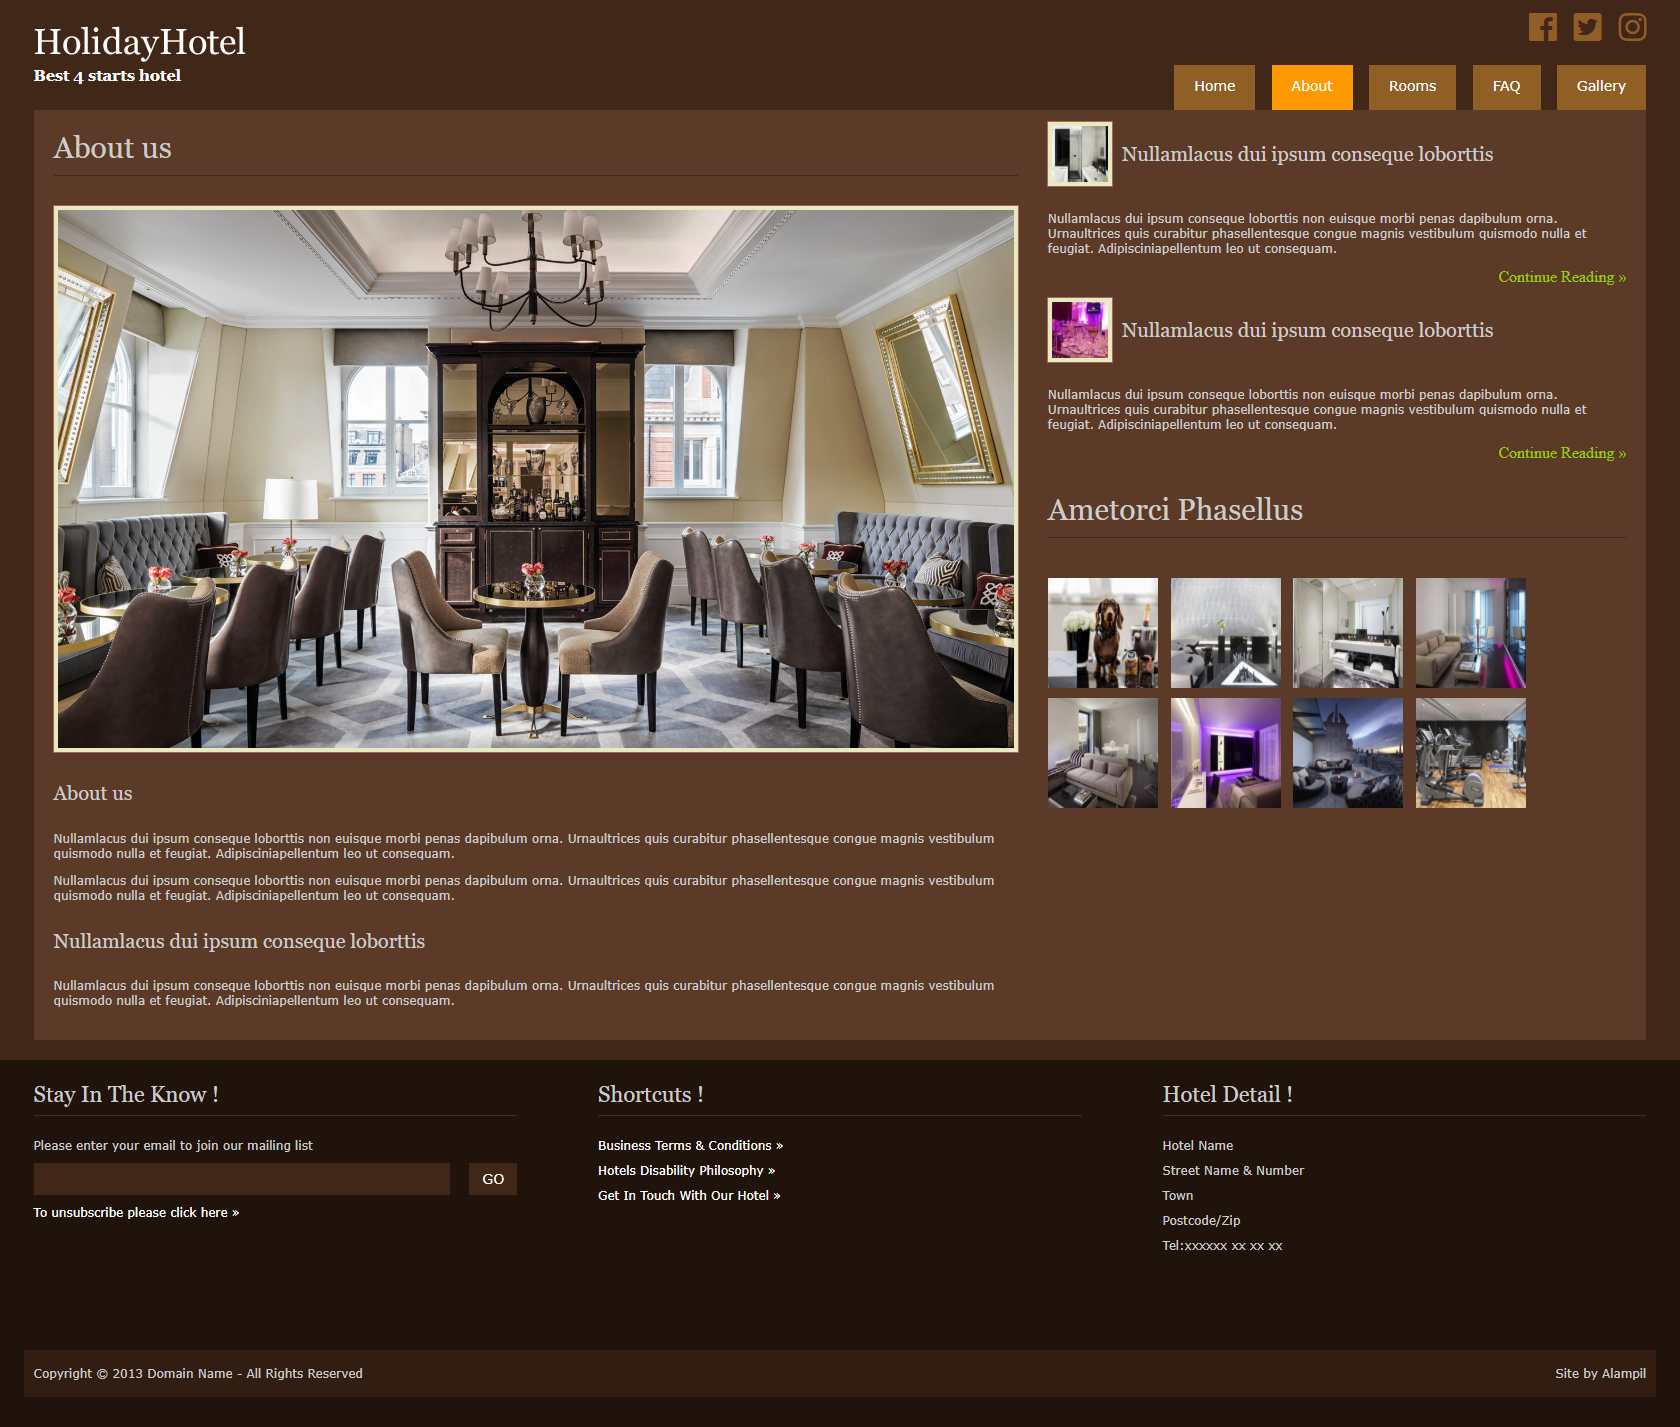 HolidayHotel
Best 4 starts hotel
Home
About
Rooms
FAQ
Gallery
About us
About us
Nullamlacus dui ipsum conseque loborttis non euisque morbi penas dapibulum orna. Urnaultrices quis curabitur phasellentesque congue magnis vestibulum
quismodo nulla et feugiat. Adipisciniapellentum leo ut consequam.
Nullamlacus dui ipsum conseque loborttis non euisque morbi penas dapibulum orna. Urnaultrices quis curabitur phasellentesque congue magnis vestibulum
quismodo nulla et feugiat. Adipisciniapellentum leo ut consequam.
Nullamlacus dui ipsum conseque loborttis
Nullamlacus dui ipsum conseque loborttis non euisque morbi penas dapibulum orna. Urnaultrices quis curabitur phasellentesque congue magnis vestibulum
quismodo nulla et feugiat. Adipisciniapellentum leo ut consequam.
Nullamlacus dui ipsum conseque loborttis
Nullamlacus dui ipsum conseque loborttis non euisque morbi penas dapibulum orna.
Urnaultrices quis curabitur phasellentesque congue magnis vestibulum quismodo nulla et
feugiat. Adipisciniapellentum leo ut consequam.
Continue Reading »
Nullamlacus dui ipsum conseque loborttis
Nullamlacus dui ipsum conseque loborttis non euisque morbi penas dapibulum orna.
Urnaultrices quis curabitur phasellentesque congue magnis vestibulum quismodo nulla et
feugiat. Adipisciniapellentum leo ut consequam.
Continue Reading »
Ametorci Phasellus
Stay In The Know !
Please enter your email to join our mailing list
GO
To unsubscribe please click here »
Shortcuts !
Business Terms & Conditions »
Hotels Disability Philosophy »
Get In Touch With Our Hotel »
Hotel Detail !
Hotel Name
Street Name & Number
Town
Postcode/Zip
Tel:xxxxxx xx xx xx
Copyright © 2013 Domain Name - All Rights Reserved
Site by Alampil